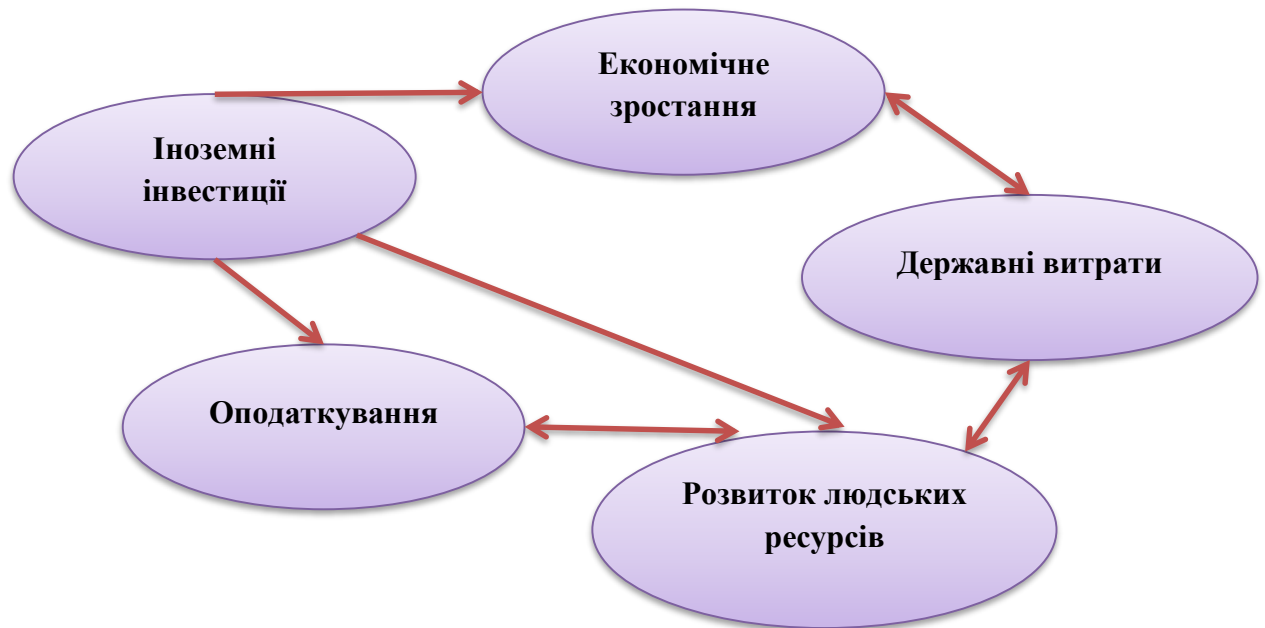 Економічне
зростання
Іноземні
інвестиції
Державні витрати
Оподаткування
Розвиток людських
ресурсів